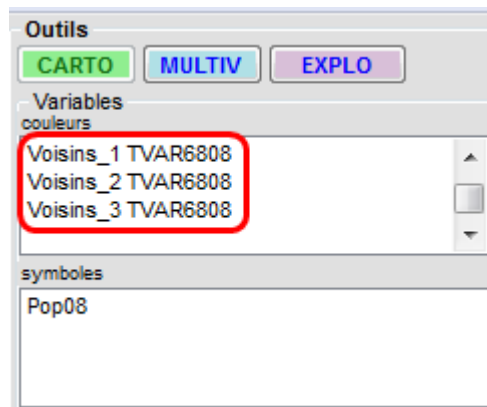 Outils
CARTO MULTIV EXPLO
Variables
couleurs
Voisins_1 TVAR6808
Voisins_2 TVAR6808
Voisins_3 TVAR6808
symboles
Pop08